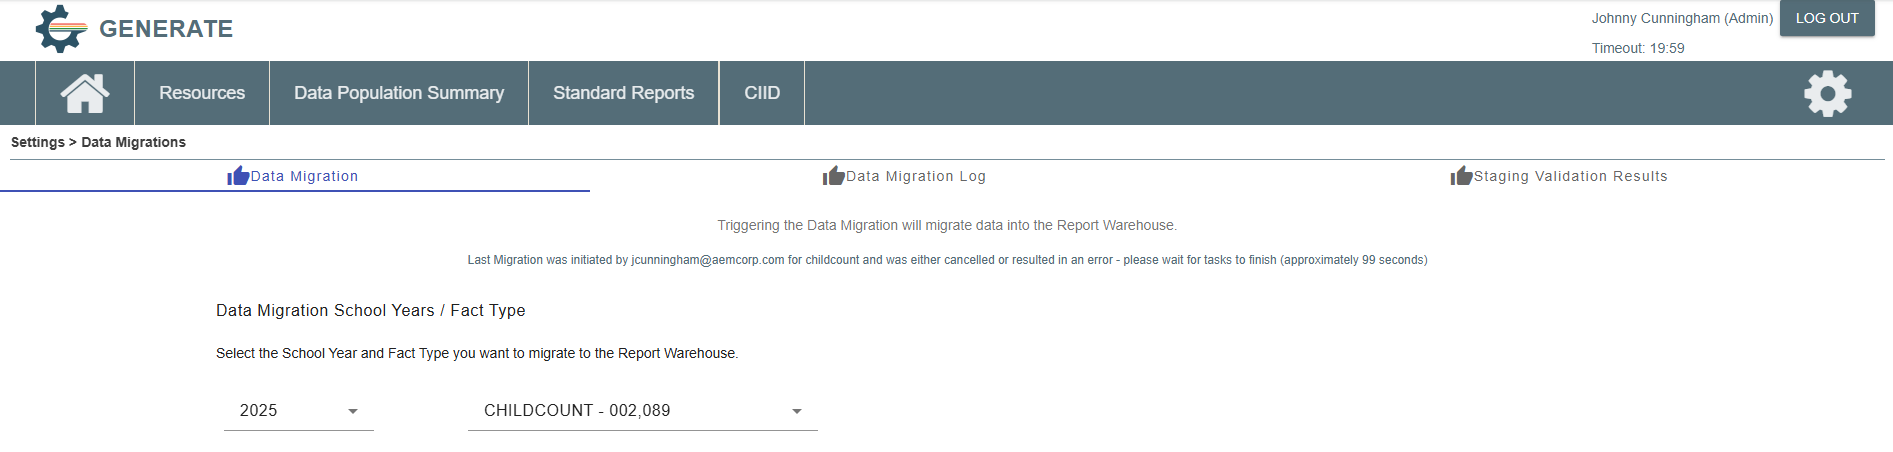 GENERATE
Johnny Cunningham (Admin)
LOG OUT
Timeout: 19:59
Resources
Data Population Summary
Standard Reports
CIID
Settings > Data Migrations
Data Migration
Data Migration Log
Staging Validation Results
Triggering the Data Migration will migrate data into the Report Warehouse.
Last Migration was initiated by jcunningham@aemcorp.com for childcount and was either cancelled or resulted in an error - please wait for tasks to finish (approximately 99 seconds)
Data Migration School Years / Fact Type
Select the School Year and Fact Type you want to migrate to the Report Warehouse.
2025
CHILDCOUNT - 002,089